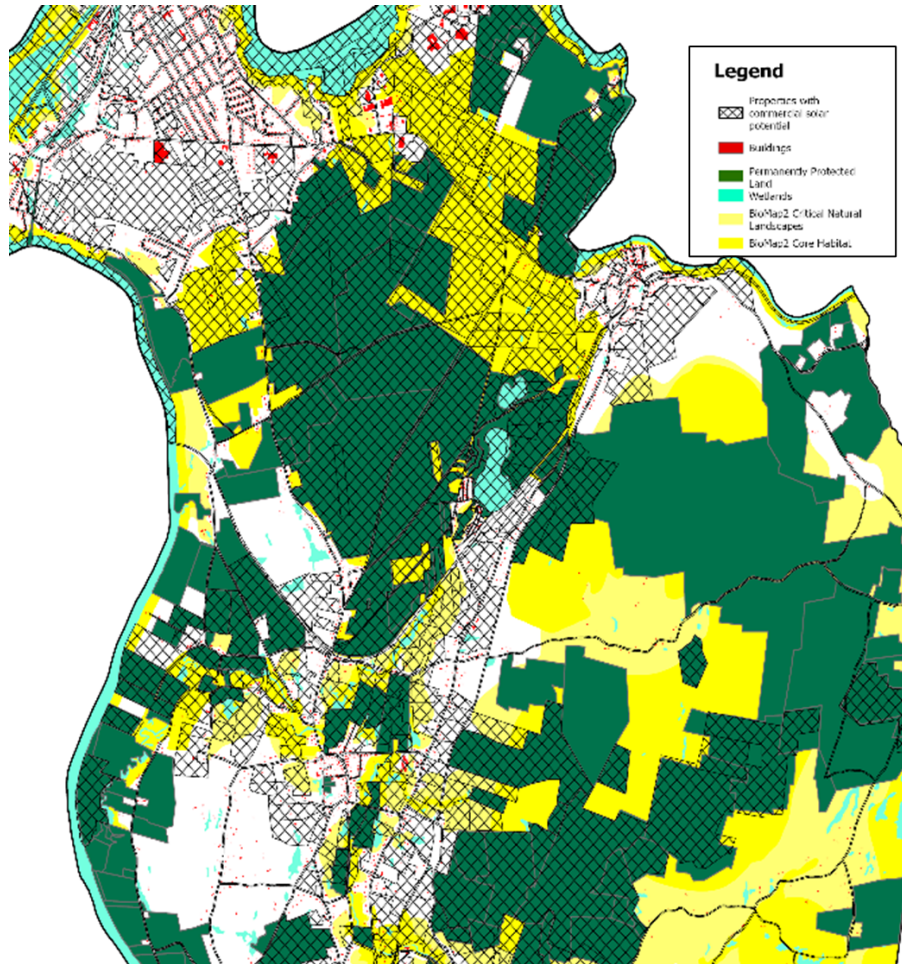 Legend
Properties with
commercial solar
potential
Buildings
Permanently Protected
Land
Wetlands
BioMap2 Critical Natural
Landscapes
BioMap2 Core Habitat